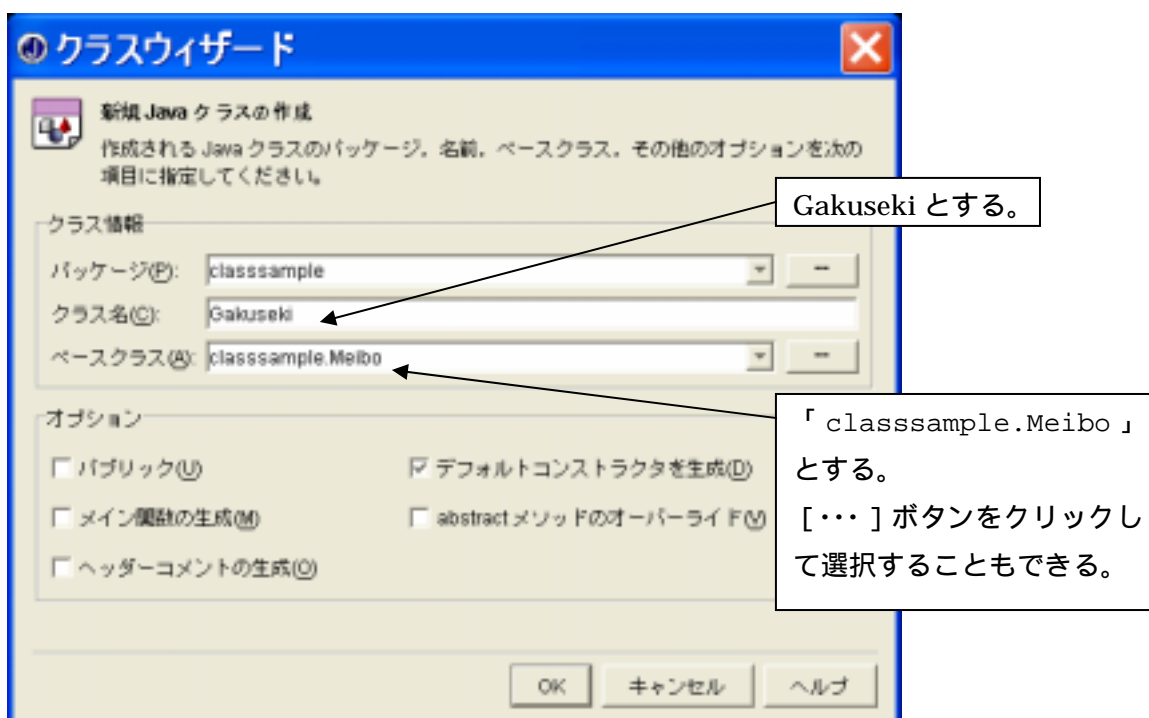 クラスウィザード
新規 Java クラスの作成
作成される Java クラスのパッケージ，名前，ベースクラス，その他のオプションを次の
項目に指定してください。
Gakuseki とする。
クラス情報
パッケージ(P): classsample
クラス名(C): Gakuseki
ベースクラス(A): classsample.Meibo
「classsample.Meibo」
とする。
[・・・]ボタンをクリックし
て選択することもできる。
オプション
パブリック(U) デフォルトコンストラクタを生成(D)
メイン関数の生成(M) abstract メソッドのオーバーライド(V)
ヘッダーコメントの生成(O)
OK キャンセル ヘルプ